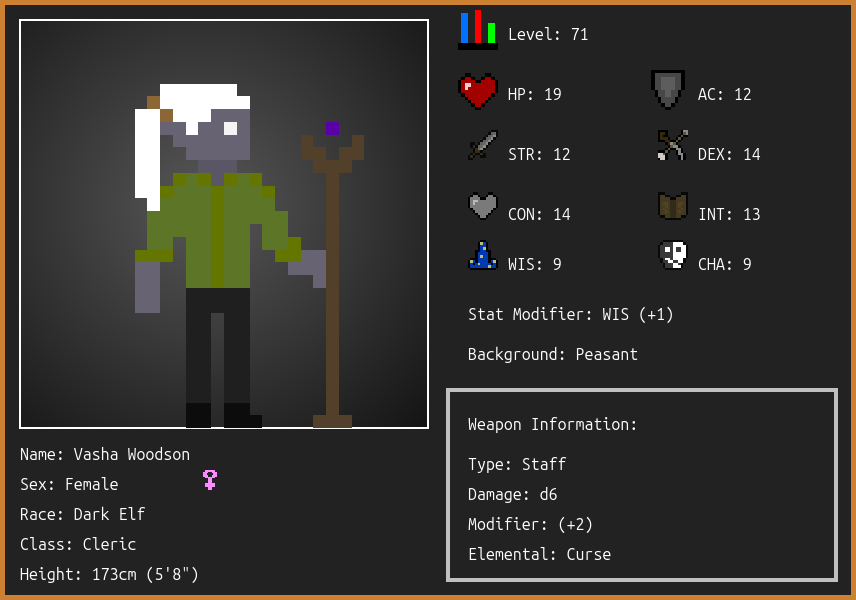 Level: 71
HP: 19
AC: 12
STR: 12
DEX: 14
CON: 14
INT: 13
WIS: 9
CHA: 9
Stat Modifier: WIS (+1)
Background: Peasant
Weapon Information:
Type: Staff
Damage: d6
Modifier: (+2)
Elemental: Curse
Name: Vasha Woodson
Sex: Female
Race: Dark Elf
Class: Cleric
Height: 173cm (5'8")